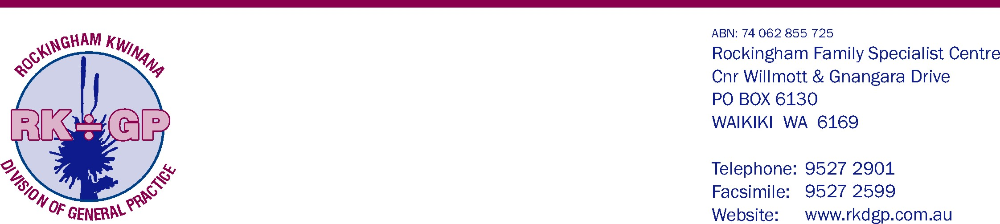 ROCKINGHAM KWINANA
RK÷GP
DIVISION OF GENERAL PRACTICE
ABN: 74 062 855 725
Rockingham Family Specialist Centre
Cnr Willmott & Gnangara Drive
PO BOX 6130
WAIKIKI WA 6169
Telephone: 9527 2901
Facsimile: 9527 2599
Website: www.rkdgp.com.au